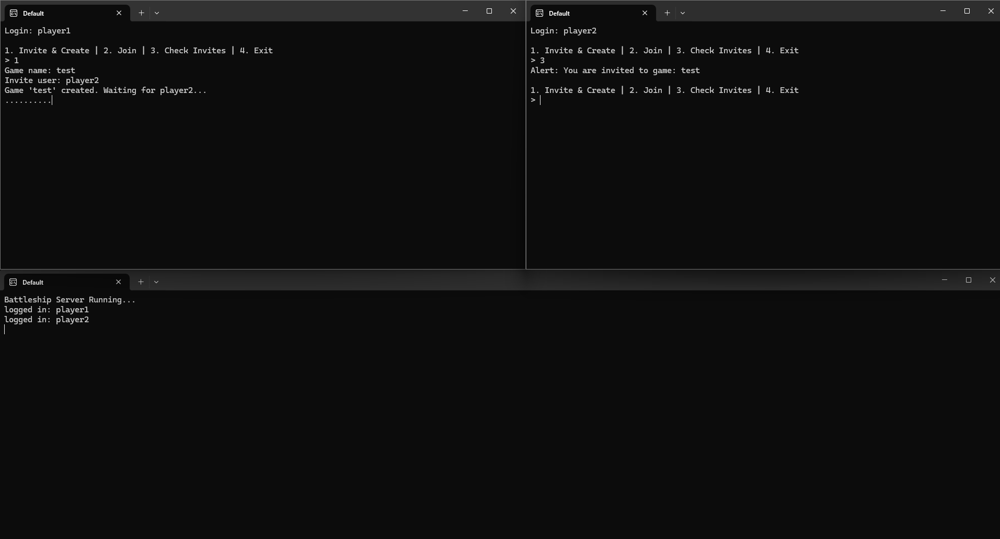 Default
Login: player1
1. Invite & Create | 2. Join | 3. Check Invites | 4. Exit
> 1
Game name: test
Invite user: player2
Game 'test' created. Waiting for player2...
..........
Default
Login: player2
1. Invite & Create | 2. Join | 3. Check Invites | 4. Exit
> 3
Alert: You are invited to game: test
1. Invite & Create | 2. Join | 3. Check Invites | 4. Exit
>
Default
Battleship Server Running...
logged in: player1
logged in: player2